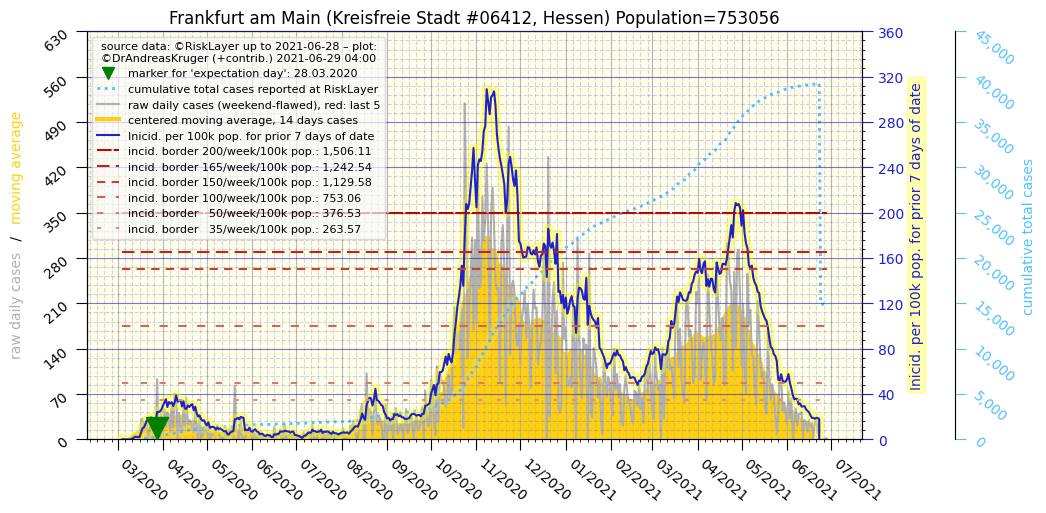 Frankfurt am Main (Kreisfreie Stadt #06412, Hessen) Population=753056
source data: ©RiskLayer up to 2021-06-28 – plot:
©DrAndreasKruger (+contrib.) 2021-06-29 04:00
marker for 'expectation day': 28.03.2020
cumulative total cases reported at RiskLayer
raw daily cases (weekend-flawed), red: last 5
centered moving average, 14 days cases
Inicid. per 100k pop. for prior 7 days of date
incid. border 200/week/100k pop.: 1,506.11
incid. border 165/week/100k pop.: 1,242.54
incid. border 150/week/100k pop.: 1,129.58
incid. border 100/week/100k pop.: 753.06
incid. border 50/week/100k pop.: 376.53
incid. border 35/week/100k pop.: 263.57
raw daily cases / moving average
630
560
490
420
350
280
210
140
70
0
03/2020
04/2020
05/2020
06/2020
07/2020
08/2020
09/2020
10/2020
11/2020
12/2020
01/2021
02/2021
03/2021
04/2021
05/2021
06/2021
07/2021
360
320
280
240
200
160
120
80
40
0
Inicid. per 100k pop. for prior 7 days of date
45,000
40,000
35,000
30,000
25,000
20,000
15,000
10,000
5,000
0
cumulative total cases